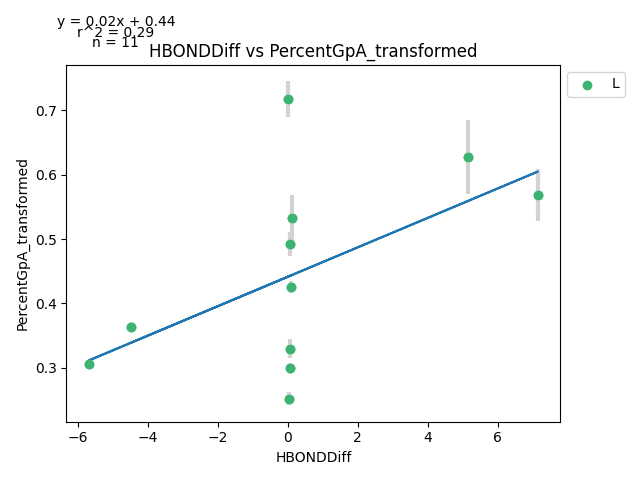 y = 0.02x + 0.44
r^2 = 0.29
n = 11
HBONDDiff vs PercentGpA_transformed
L
PercentGpA_transformed
0.7
0.6
0.5
0.4
0.3
−6 −4 −2 0 2 4 6
HBONDDiff